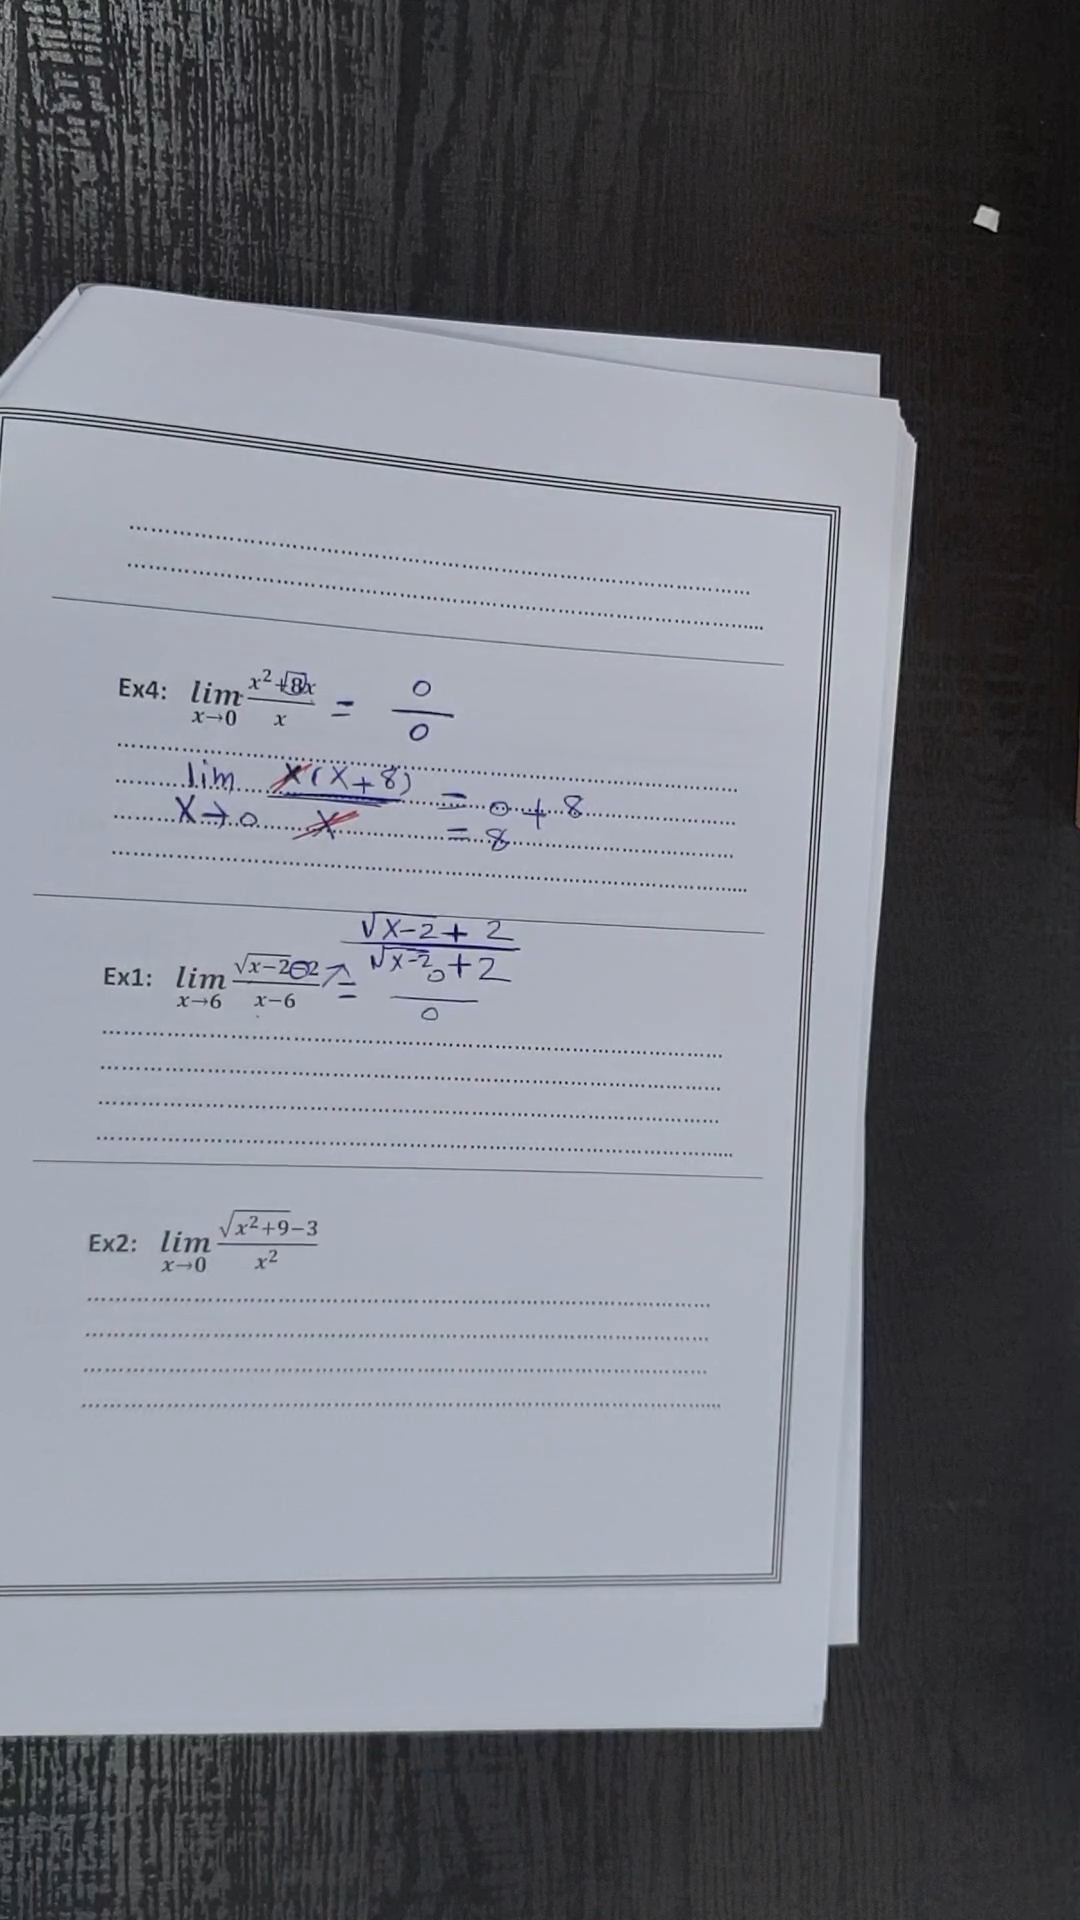 Ex4: lim x→0 x²+8x / x = 0 / 0
lim x→0 x(x+8) / x = 0+8
= 8
√x-2 + 2 / √x-2 + 2
Ex1: lim x→6 √x-2-2 / x-6 = 0 / 0
Ex2: lim x→0 √x²+9-3 / x²